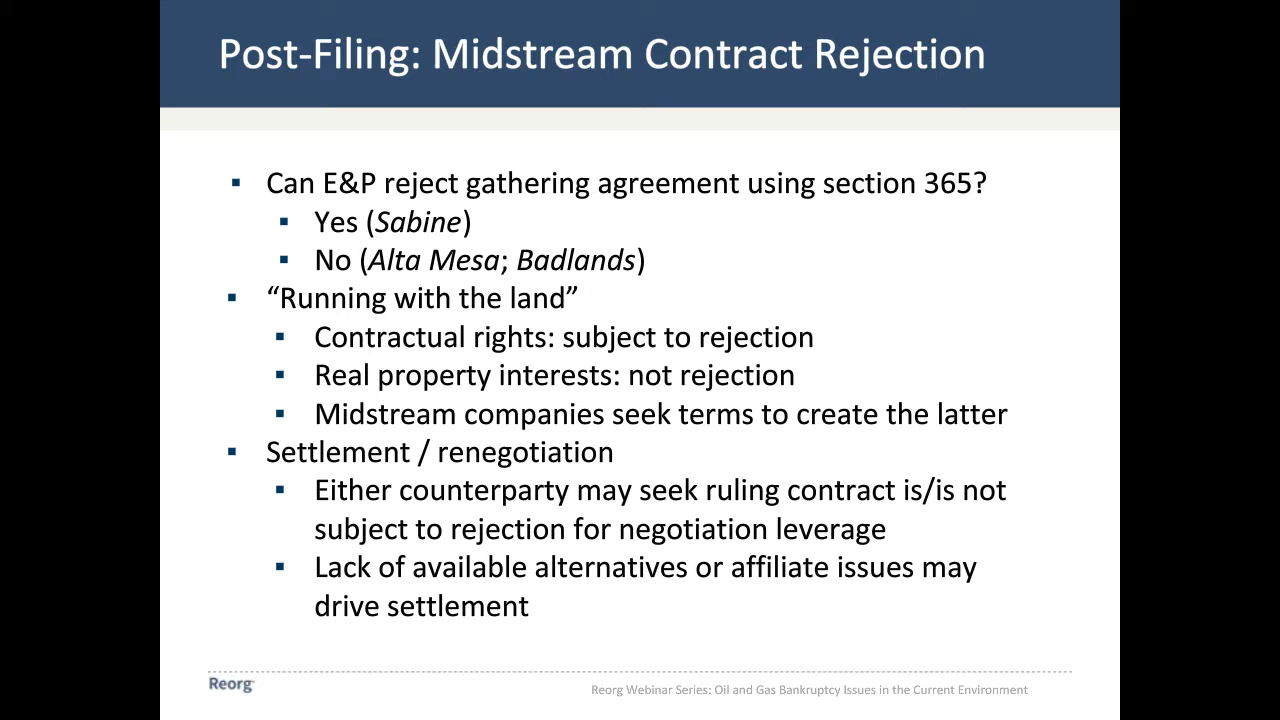 Post-Filing: Midstream Contract Rejection
▪ Can E&P reject gathering agreement using section 365?
▪ Yes (Sabine)
▪ No (Alta Mesa; Badlands)
▪ “Running with the land”
▪ Contractual rights: subject to rejection
▪ Real property interests: not rejection
▪ Midstream companies seek terms to create the latter
▪ Settlement / renegotiation
▪ Either counterparty may seek ruling contract is/is not
subject to rejection for negotiation leverage
▪ Lack of available alternatives or affiliate issues may
drive settlement
Reorg
Reorg Webinar Series: Oil and Gas Bankruptcy Issues in the Current Environment